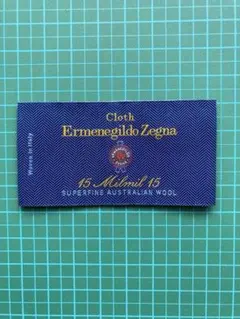 Cloth
Ermenegildo Zegna
Woven in Italy
15 Milmil 15
SUPERFINE AUSTRALIAN WOOL